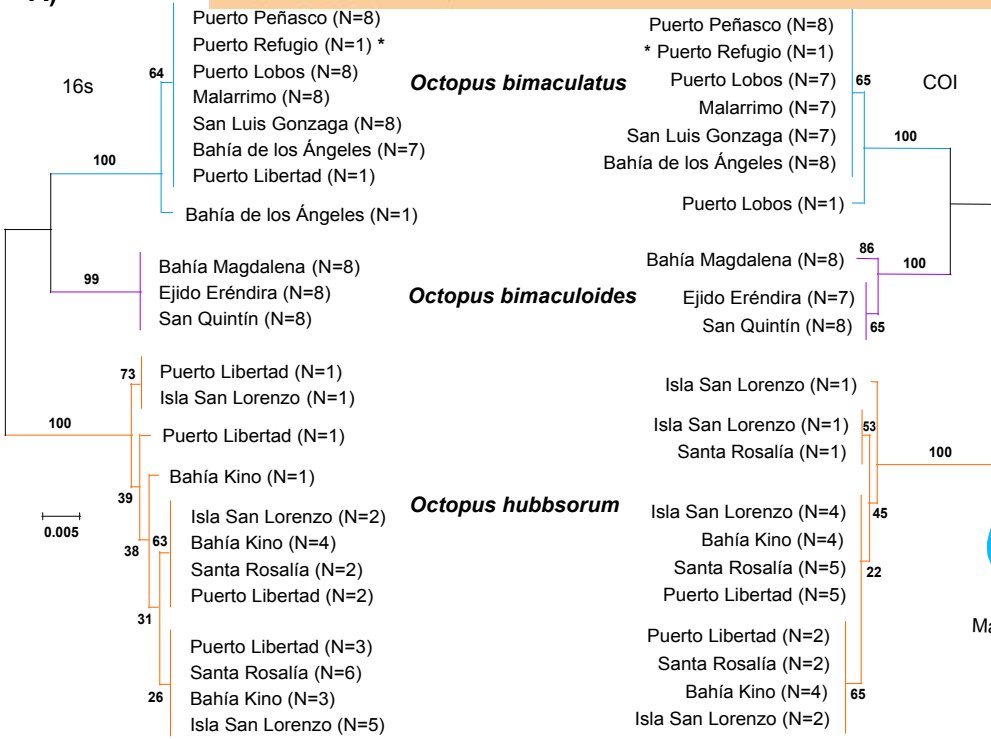 16s
64
100
Puerto Peñasco (N=8)
Puerto Refugio (N=1) *
Puerto Lobos (N=8)
Malarrimo (N=8)
San Luis Gonzaga (N=8)
Bahía de los Ángeles (N=7)
Puerto Libertad (N=1)
Bahía de los Ángeles (N=1)
99
Bahía Magdalena (N=8)
Ejido Eréndira (N=8)
San Quintín (N=8)
73
Puerto Libertad (N=1)
Isla San Lorenzo (N=1)
100
Puerto Libertad (N=1)
Bahía Kino (N=1)
39
38
63
Isla San Lorenzo (N=2)
Bahía Kino (N=4)
Santa Rosalía (N=2)
Puerto Libertad (N=2)
31
26
Puerto Libertad (N=3)
Santa Rosalía (N=6)
Bahía Kino (N=3)
Isla San Lorenzo (N=5)
0.005
Octopus bimaculatus
Octopus bimaculoides
Octopus hubbsorum
COI
Puerto Peñasco (N=8)
* Puerto Refugio (N=1)
Puerto Lobos (N=7)
Malarrimo (N=7)
San Luis Gonzaga (N=7)
Bahía de los Ángeles (N=8)
65
100
Puerto Lobos (N=1)
Bahía Magdalena (N=8)
86
100
Ejido Eréndira (N=7)
San Quintín (N=8)
65
Isla San Lorenzo (N=1)
Isla San Lorenzo (N=1)
Santa Rosalía (N=1)
53
100
Isla San Lorenzo (N=4)
Bahía Kino (N=4)
Santa Rosalía (N=5)
Puerto Libertad (N=5)
45
22
Puerto Libertad (N=2)
Santa Rosalía (N=2)
Bahía Kino (N=4)
Isla San Lorenzo (N=2)
65